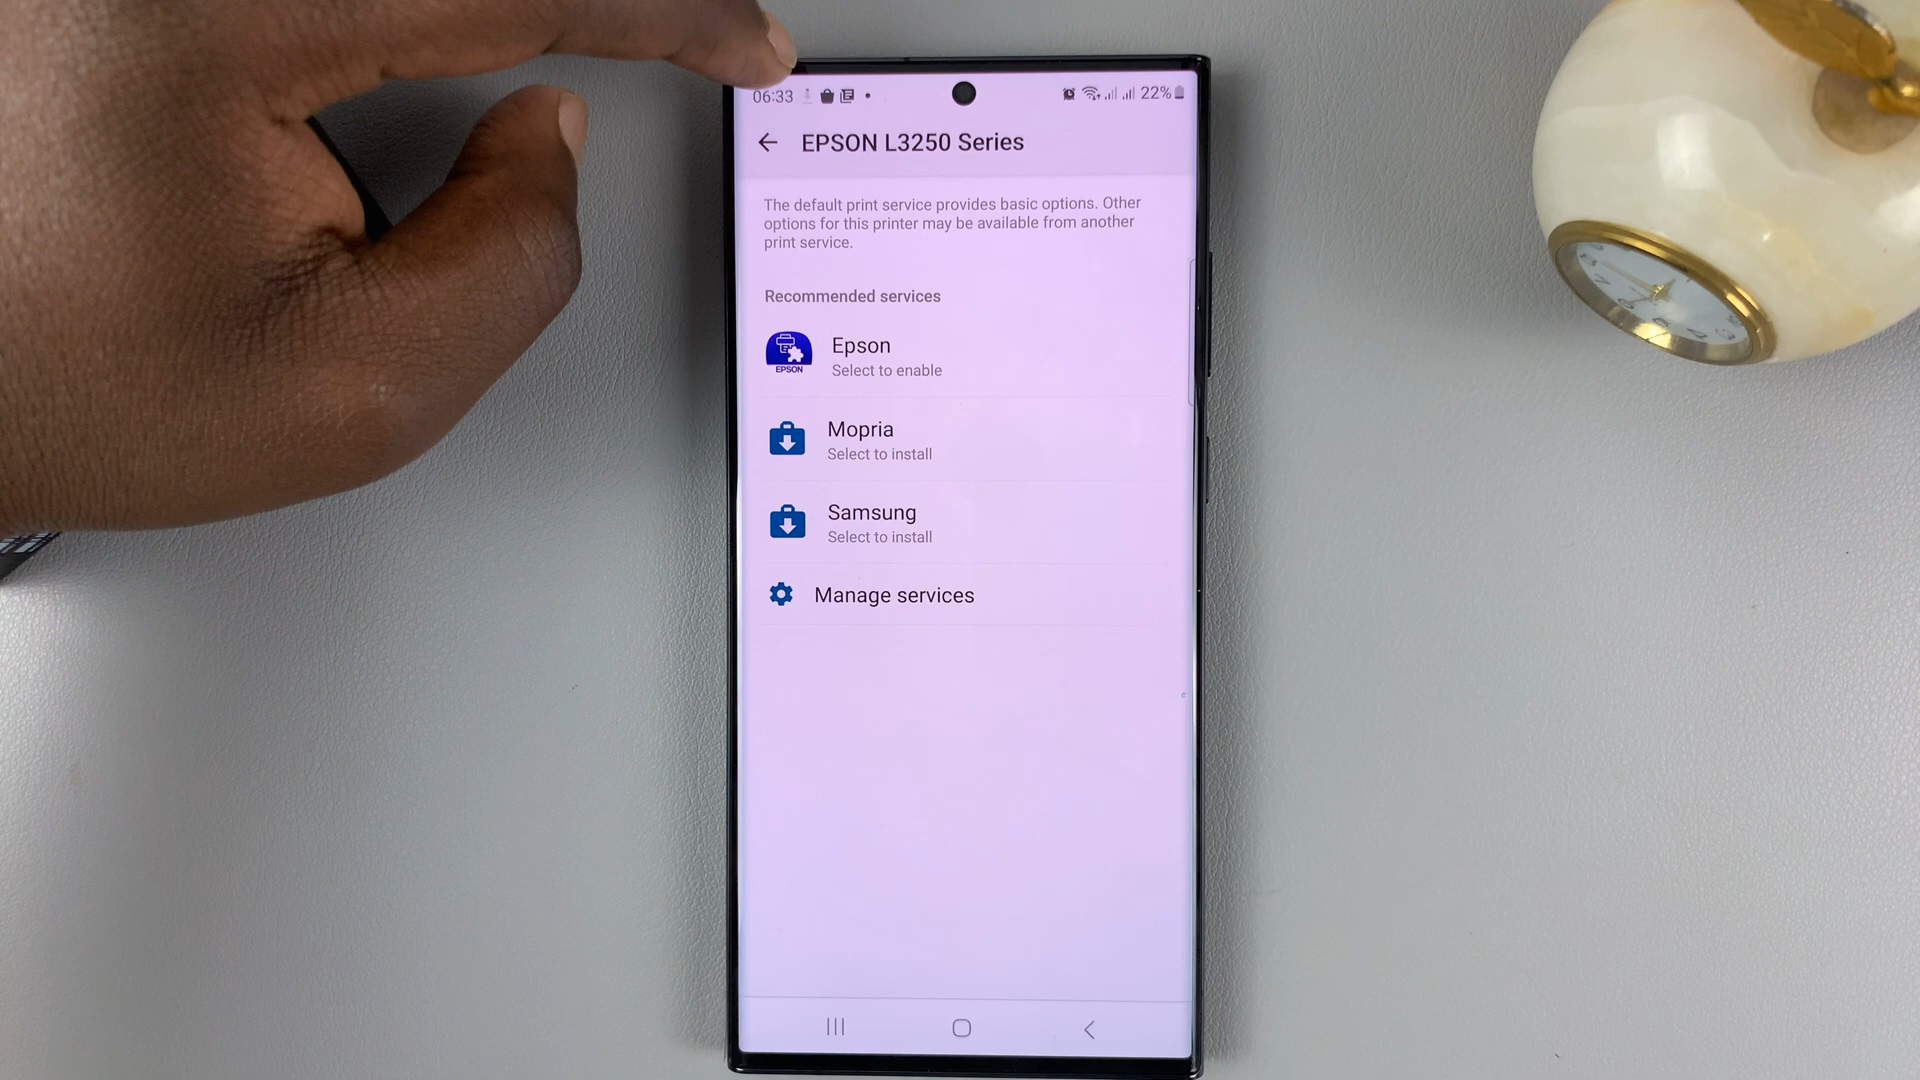 06:33 22%
EPSON L3250 Series
The default print service provides basic options. Other
options for this printer may be available from another
print service.
Recommended services
Epson
Select to enable
EPSON
Mopria
Select to install
Samsung
Select to install
Manage services